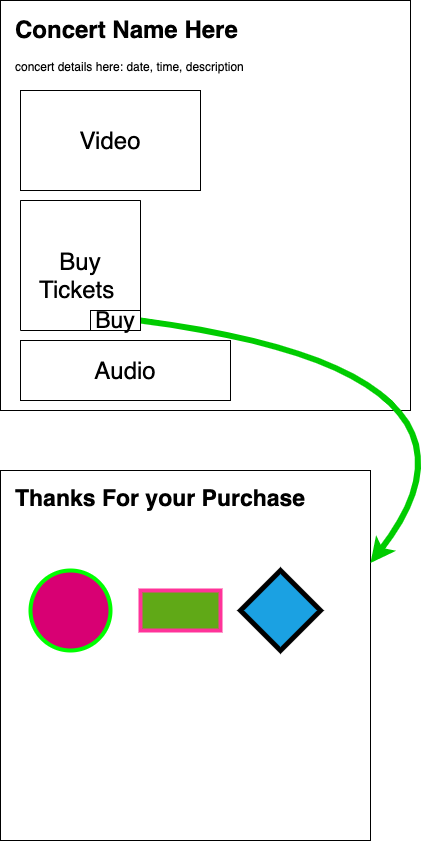 Concert Name Here
concert details here: date, time, description
Video
Buy
Tickets
Buy
Audio
Thanks For your Purchase